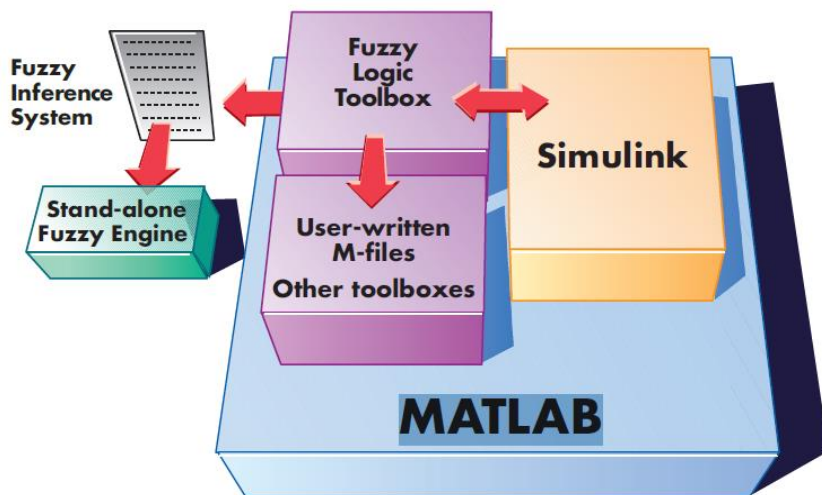 Fuzzy
Logic
Toolbox
Fuzzy
Inference
System
Simulink
Stand-alone
Fuzzy Engine
User-written
M-files
Other toolboxes
MATLAB